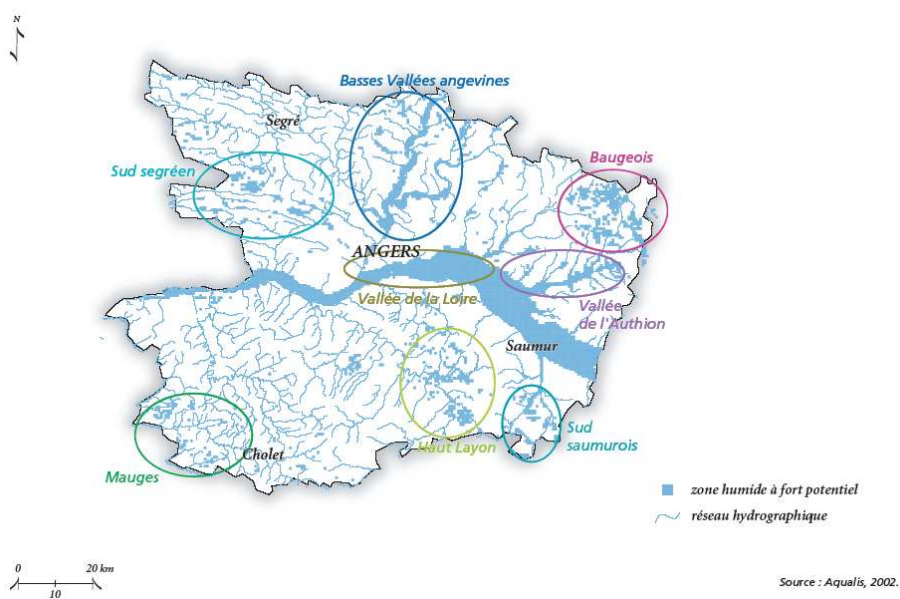 N
Basses Vallées angevines
Segré
Baugeois
Sud segréen
ANGERS
Vallée de la Loire
Vallée
de l'Authion
Saumur
Sud
saumurois
Haut Layon
Cholet
Mauges
zone humide à fort potentiel
réseau hydrographique
0 20 km
10
Source : Aqualis, 2002.